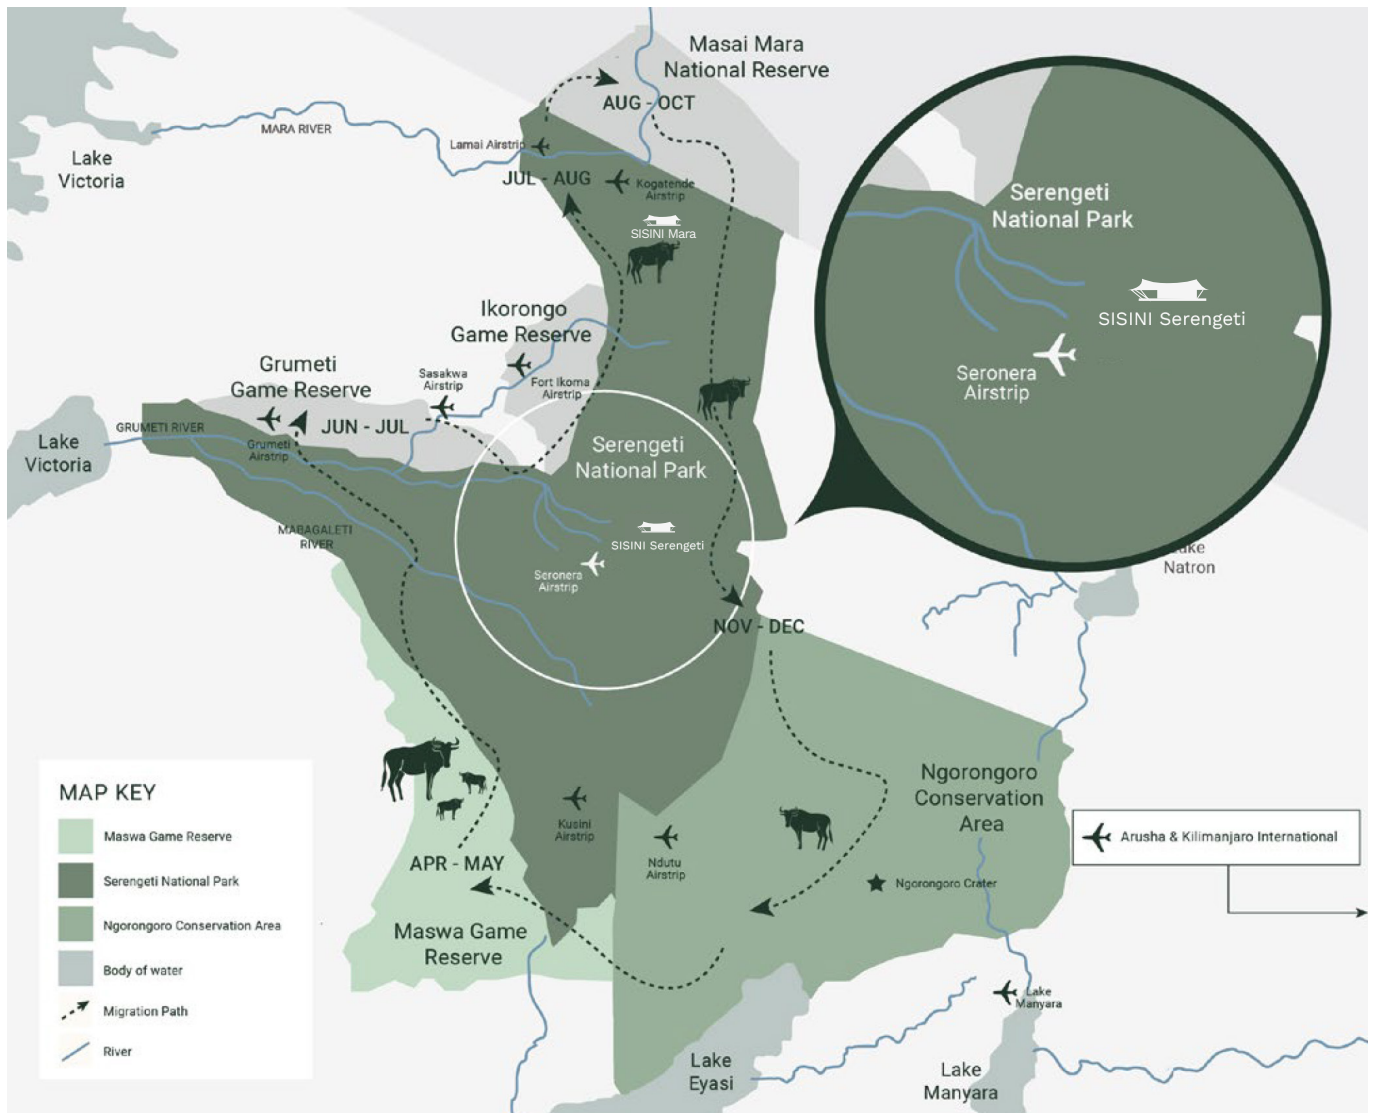 Masai Mara
National Reserve
AUG - OCT
MARA RIVER
Lamai Airstrip
Lake
Victoria
JUL - AUG
Kogatende
Airstrip
SISINI Mara
Serengeti
National Park
SISINI Serengeti
Seronera
Airstrip
Ikorongo
Game Reserve
Grumeti
Game Reserve
Sasakwa
Airstrip
Fort Ikoma
Airstrip
JUN - JUL
GRUMETI RIVER
Grumeti
Airstrip
Lake
Victoria
Serengeti
National Park
MABAGALETI
RIVER
SISINI Serengeti
Seronera
Airstrip
Lake
Natron
NOV - DEC
Ngorongoro
Conservation
Area
Kusini
Airstrip
Ndutu
Airstrip
APR - MAY
Ngorongoro Crater
Maswa Game
Reserve
Arusha & Kilimanjaro International
Lake
Manyara
Lake
Eyasi
Lake
Manyara
MAP KEY
Maswa Game Reserve
Serengeti National Park
Ngorongoro Conservation Area
Body of water
Migration Path
River